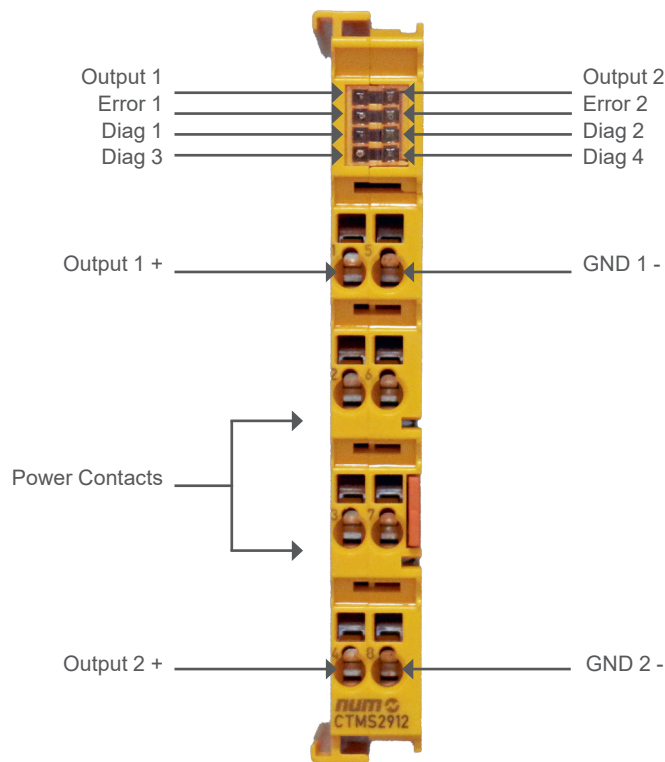 Output 1
Output 2
Error 1
Error 2
Diag 1
Diag 2
Diag 3
Diag 4
1 5
Output 1 +
GND 1 -
2 6
Power Contacts
3 7
4 8
Output 2 +
GND 2 -
num
CTMS2912